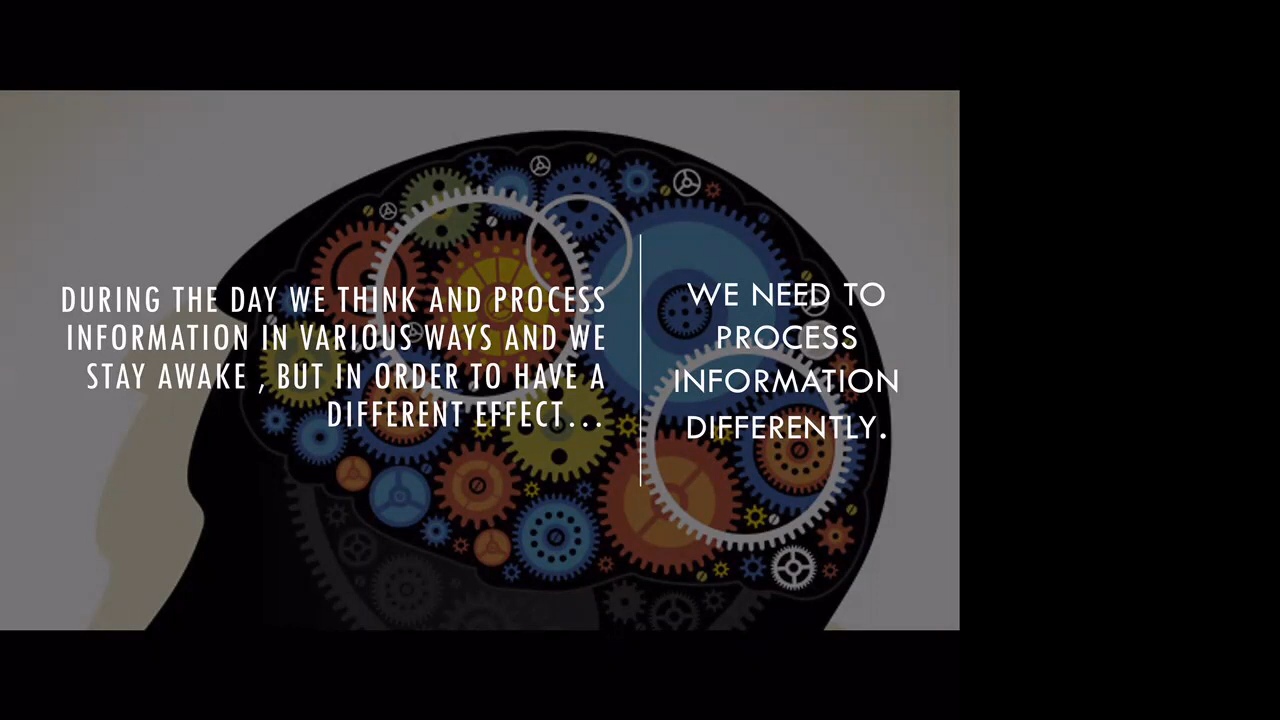 DURING THE DAY WE THINK AND PROCESS
INFORMATION IN VARIOUS WAYS AND WE
STAY AWAKE , BUT IN ORDER TO HAVE A
DIFFERENT EFFECT...
WE NEED TO
PROCESS
INFORMATION
DIFFERENTLY.